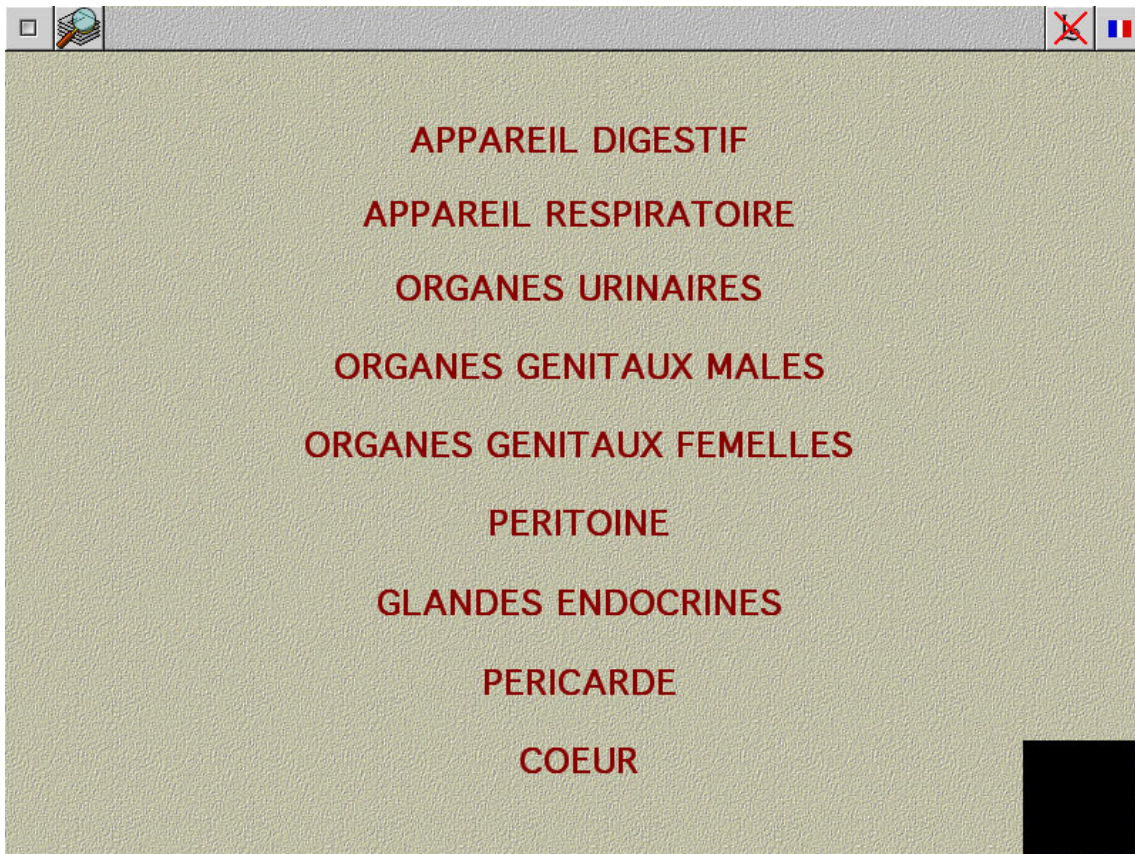 APPAREIL DIGESTIF
APPAREIL RESPIRATOIRE
ORGANES URINAIRES
ORGANES GENITAUX MALES
ORGANES GENITAUX FEMELLES
PERITOINE
GLANDES ENDOCRINES
PERICARDE
COEUR